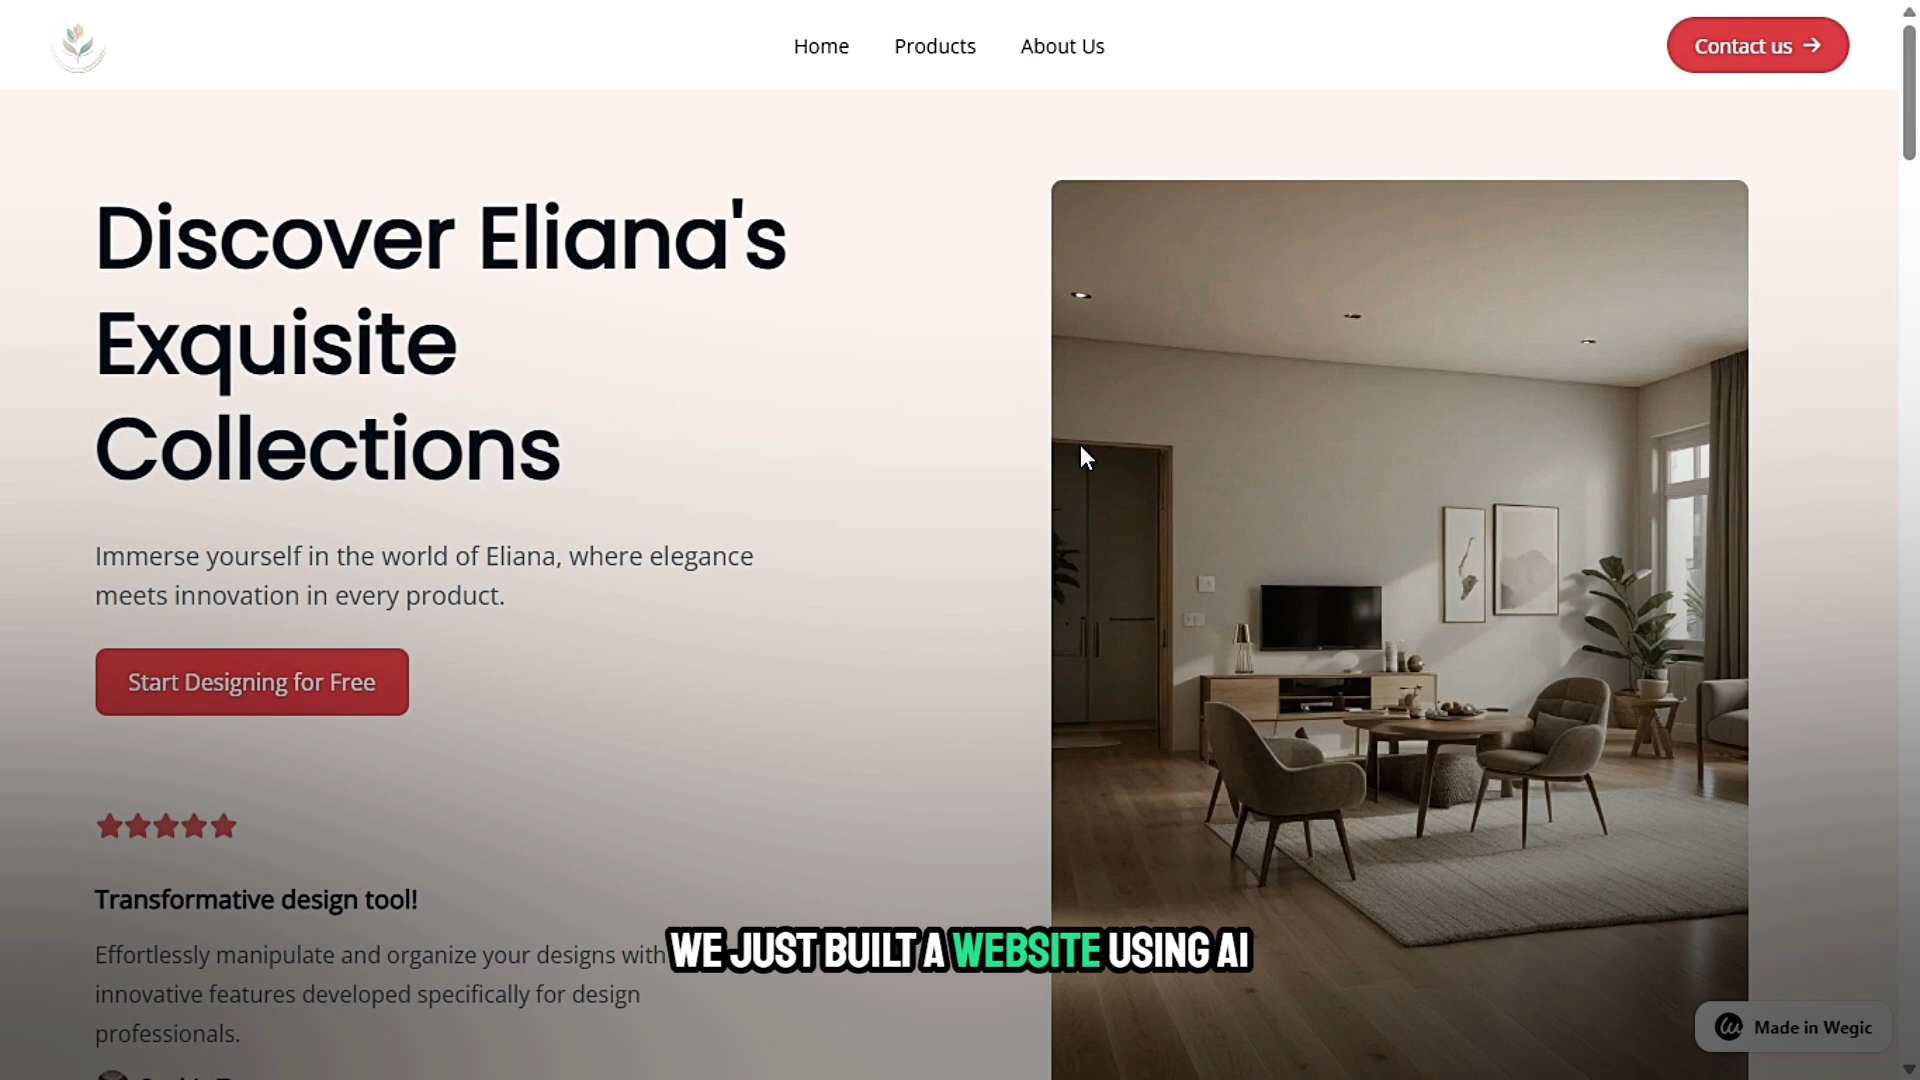 Home
Products
About Us
Contact us
Discover Eliana's
Exquisite
Collections
Immerse yourself in the world of Eliana, where elegance
meets innovation in every product.
Start Designing for Free
Transformative design tool!
Effortlessly manipulate and organize your designs with
innovative features developed specifically for design
professionals.
WE JUST BUILT A WEBSITE USING AI
Made in Wegic